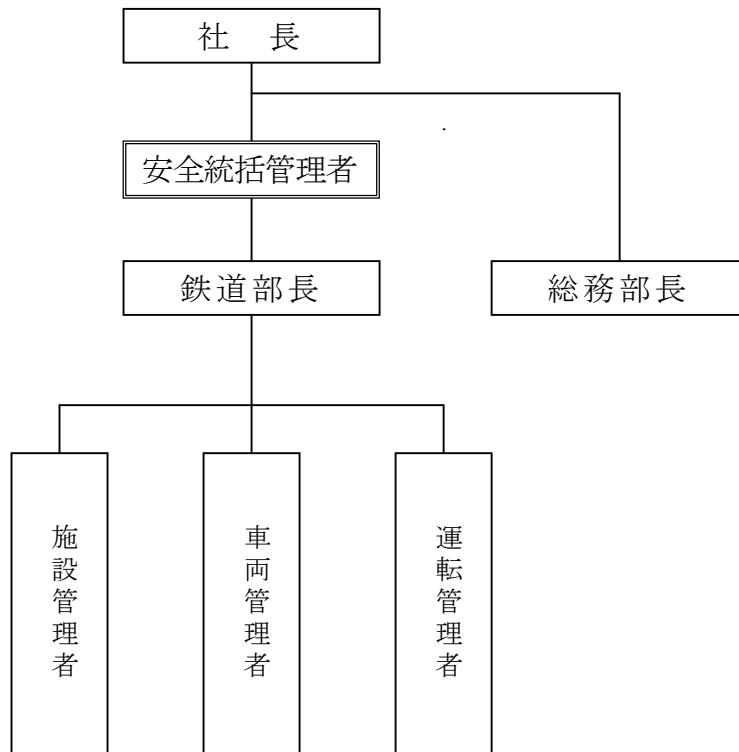 社　長
安全統括管理者
鉄道部長
総務部長
施設管理者
車両管理者
運転管理者